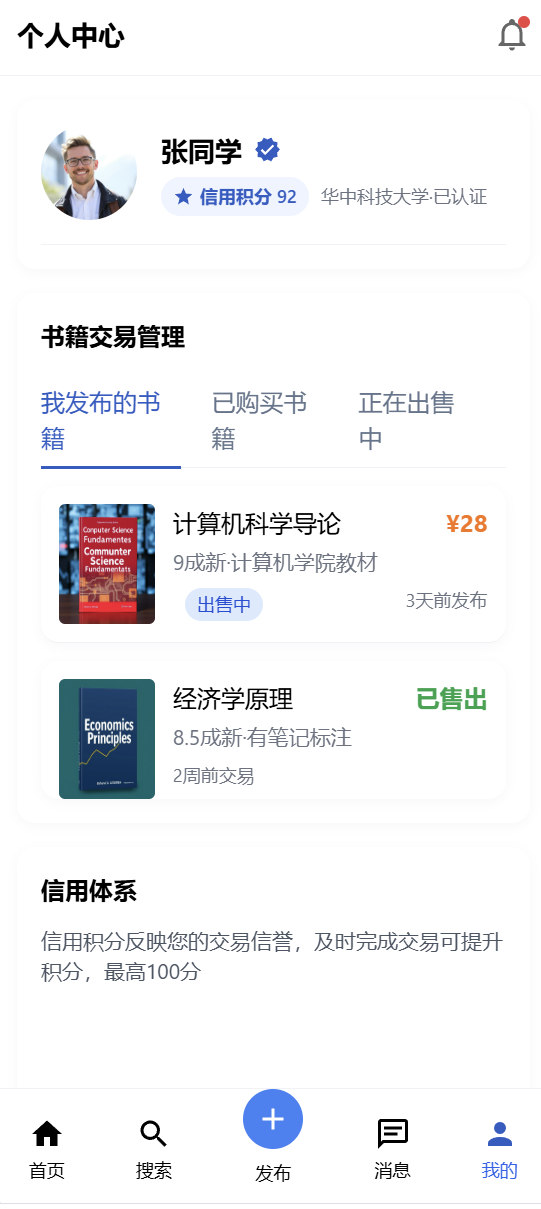 个人中心
张同学
信用积分 92
华中科技大学·已认证
书籍交易管理
我发布的书
籍
已购买书
籍
正在出售
中
Computer Science
Fundamentes
Communter
Science
Fundamentats
计算机科学导论
¥28
9成新·计算机学院教材
出售中
3天前发布
Economics
Principles
经济学原理
已售出
8.5成新·有笔记标注
2周前交易
信用体系
信用积分反映您的交易信誉，及时完成交易可提升
积分，最高100分
首页
搜索
发布
消息
我的